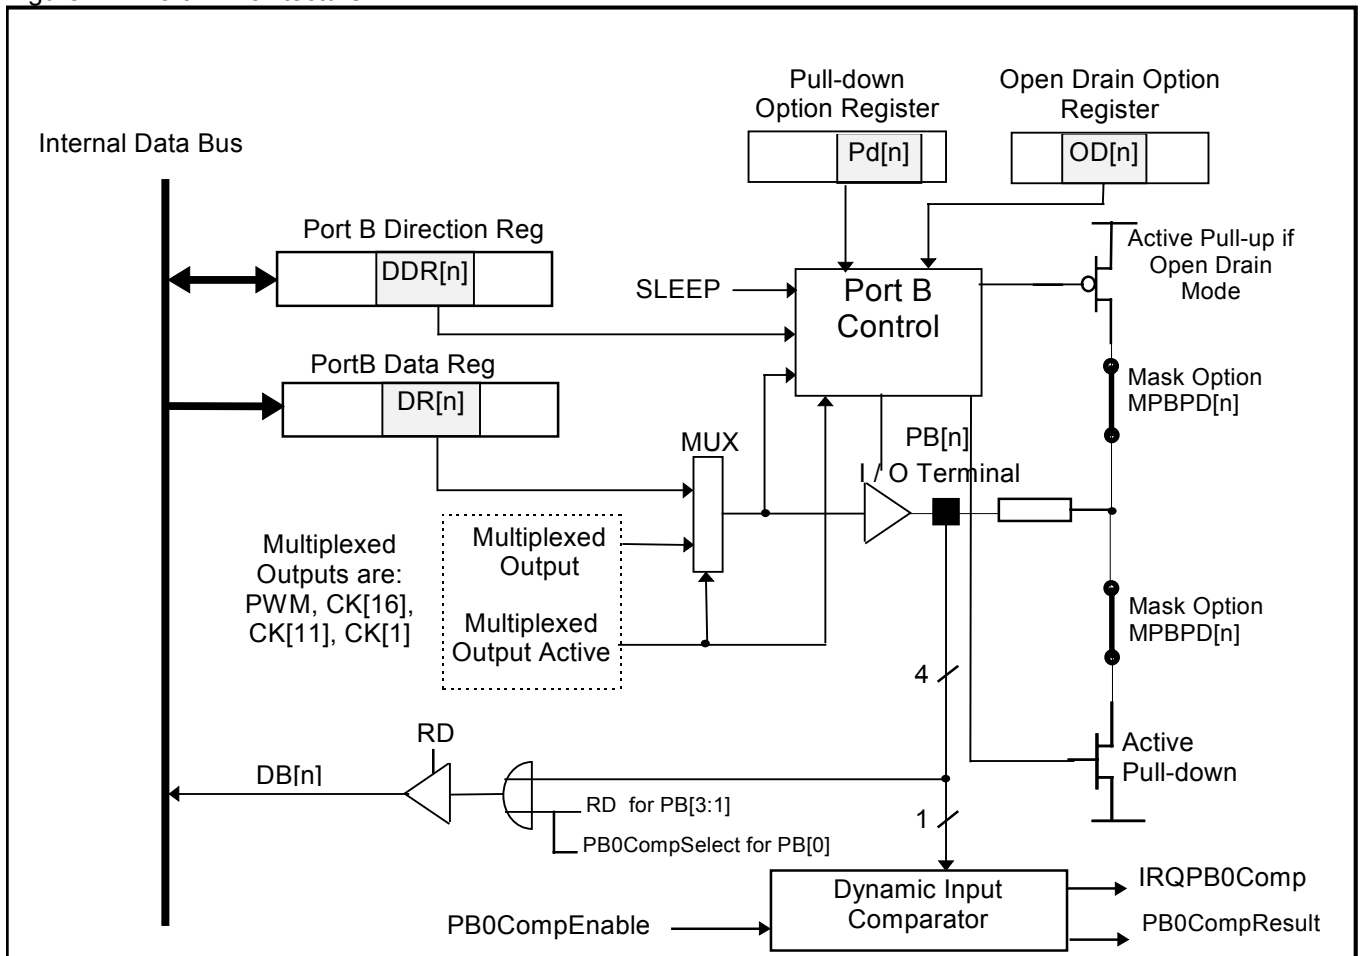 Pull-down
Option Register
Open Drain Option
Register
Internal Data Bus
Pd[n]
OD[n]
Port B Direction Reg
DDR[n]
SLEEP
Port B
Control
Active Pull-up if
Open Drain
Mode
PortB Data Reg
DR[n]
Mask Option
MPBPD[n]
MUX
PB[n]
I / O Terminal
Multiplexed
Outputs are:
PWM, CK[16],
CK[11], CK[1]
Multiplexed
Output
Multiplexed
Output Active
Mask Option
MPBPD[n]
4
RD
DB[n]
Active
Pull-down
RD for PB[3:1]
1
PB0CompSelect for PB[0]
Dynamic Input
Comparator
IRQPB0Comp
PB0CompEnable
PB0CompResult